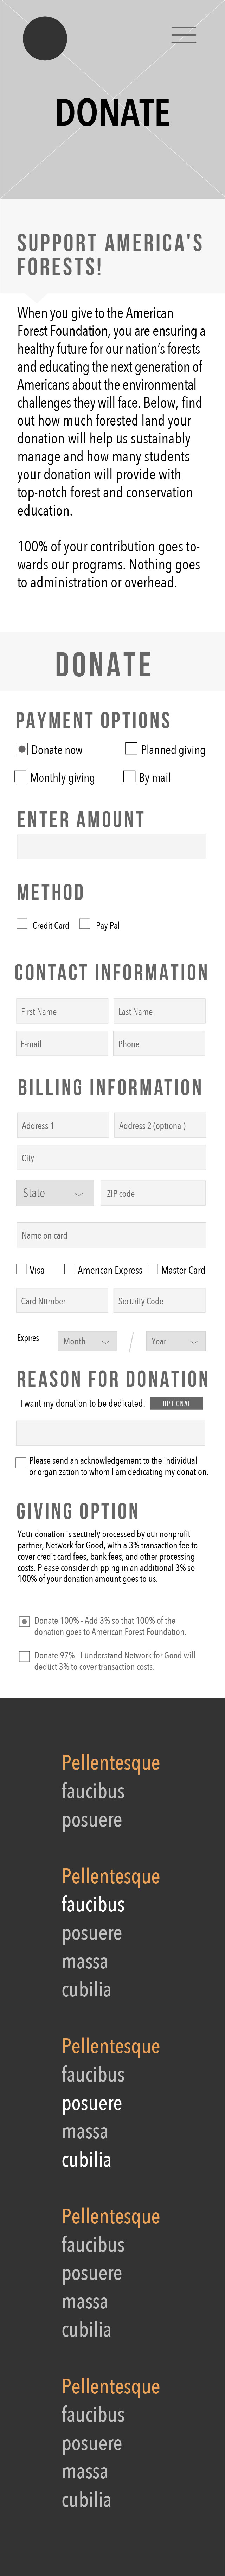 DONATE
SUPPORT AMERICA'S
FORESTS!
When you give to the American
Forest Foundation, you are ensuring a
healthy future for our nation's forests
and educating the next generation of
Americans about the environmental
challenges they will face. Below, find
out how much forested land your
donation will help us sustainably
manage and how many students
your donation will provide with
top-notch forest and conservation
education.
100% of your contribution goes to-
wards our programs. Nothing goes
to administration or overhead.
DONATE
PAYMENT OPTIONS
Donate now Planned giving
Monthly giving By mail
ENTER AMOUNT
METHOD
Credit Card Pay Pal
CONTACT INFORMATION
First Name Last Name
E-mail Phone
BILLING INFORMATION
Address 1 Address 2 (optional)
City
State ZIP code
Name on card
Visa American Express Master Card
Card Number Security Code
Expires Month / Year
REASON FOR DONATION
I want my donation to be dedicated: OPTIONAL
Please send an acknowledgement to the individual
or organization to whom I am dedicating my donation.
GIVING OPTION
Your donation is securely processed by our nonprofit
partner, Network for Good, with a 3% transaction fee to
cover credit card fees, bank fees, and other processing
costs. Please consider chipping in an additional 3% so
100% of your donation amount goes to us.
Donate 100% - Add 3% so that 100% of the
donation goes to American Forest Foundation.
Donate 97% - I understand Network for Good will
deduct 3% to cover transaction costs.
Pellentesque
faucibus
posuere
Pellentesque
faucibus
posuere
massa
cubilia
Pellentesque
faucibus
posuere
massa
cubilia
Pellentesque
faucibus
posuere
massa
cubilia
Pellentesque
faucibus
posuere
massa
cubilia